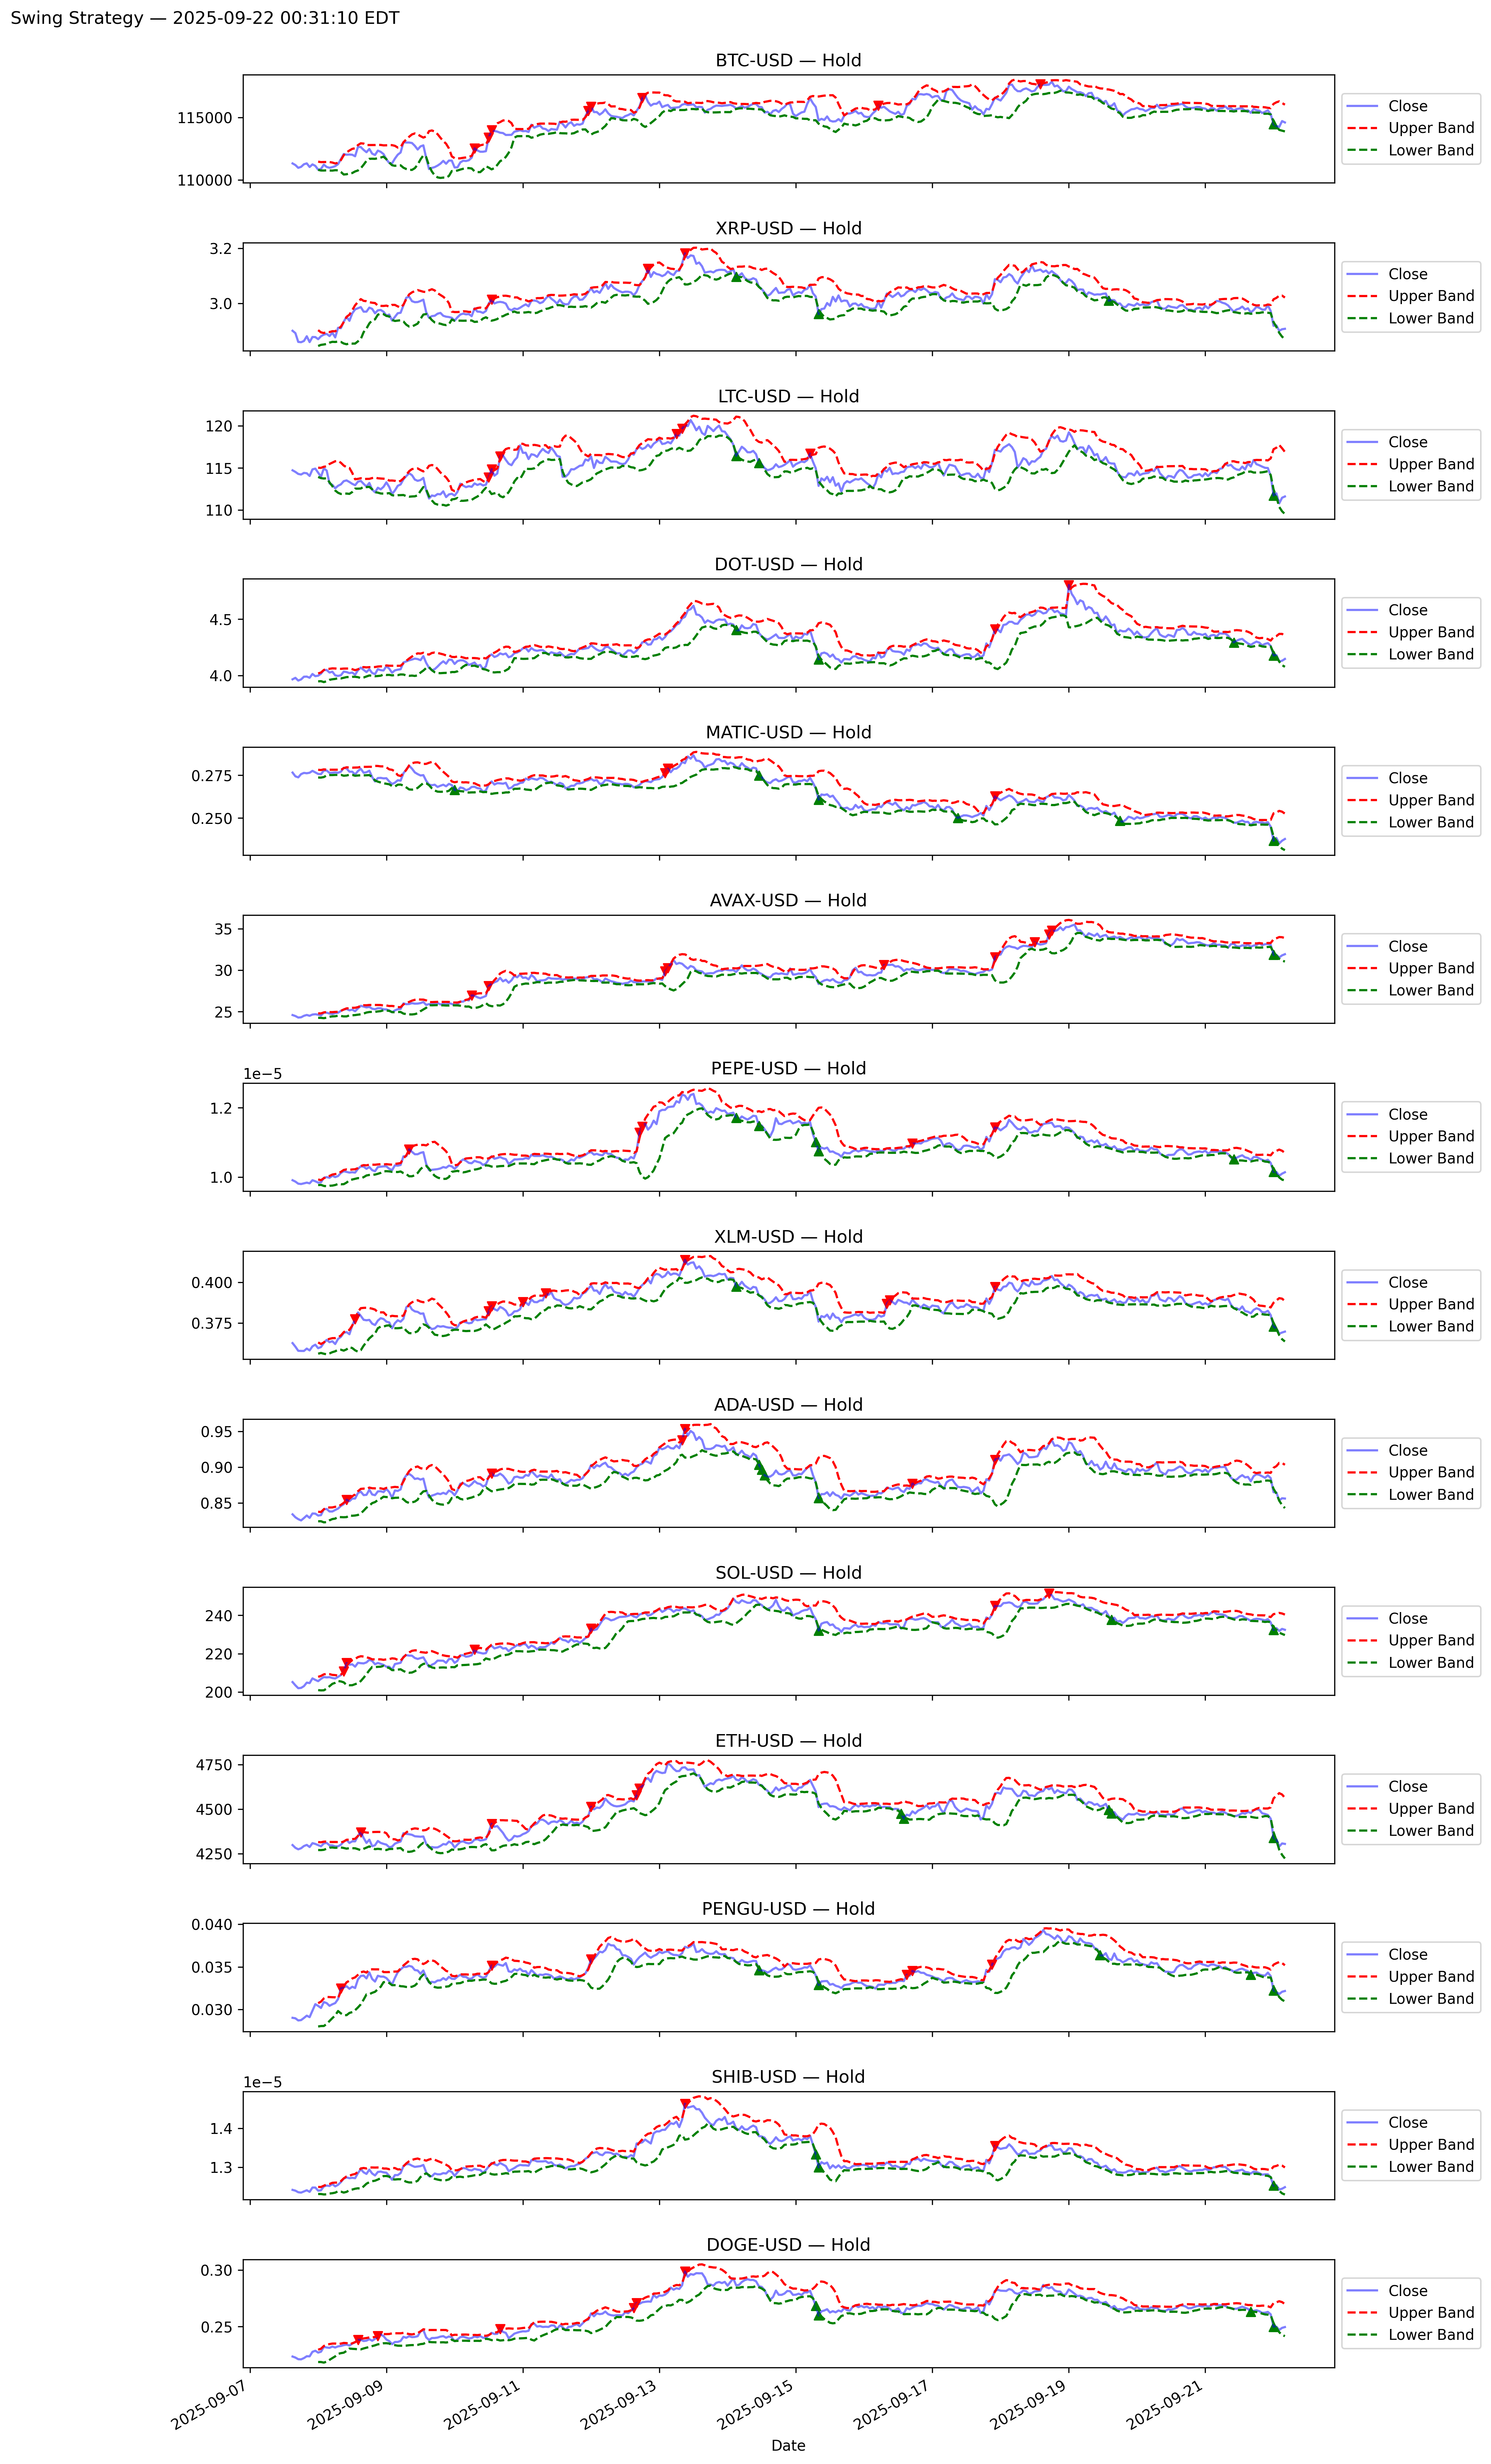 Swing Strategy — 2025-09-22 00:31:10 EDT
BTC-USD — Hold
115000
110000
Close
Upper Band
Lower Band
XRP-USD — Hold
3.2
3.0
Close
Upper Band
Lower Band
LTC-USD — Hold
120
115
110
Close
Upper Band
Lower Band
DOT-USD — Hold
4.5
4.0
Close
Upper Band
Lower Band
MATIC-USD — Hold
0.275
0.250
Close
Upper Band
Lower Band
AVAX-USD — Hold
35
30
25
Close
Upper Band
Lower Band
PEPE-USD — Hold
1e−5
1.2
1.0
Close
Upper Band
Lower Band
XLM-USD — Hold
0.400
0.375
Close
Upper Band
Lower Band
ADA-USD — Hold
0.95
0.90
0.85
Close
Upper Band
Lower Band
SOL-USD — Hold
240
220
200
Close
Upper Band
Lower Band
ETH-USD — Hold
4750
4500
4250
Close
Upper Band
Lower Band
PENGU-USD — Hold
0.040
0.035
0.030
Close
Upper Band
Lower Band
SHIB-USD — Hold
1e−5
1.4
1.3
Close
Upper Band
Lower Band
DOGE-USD — Hold
0.30
0.25
Close
Upper Band
Lower Band
2025-09-07
2025-09-09
2025-09-11
2025-09-13
2025-09-15
2025-09-17
2025-09-19
2025-09-21
Date